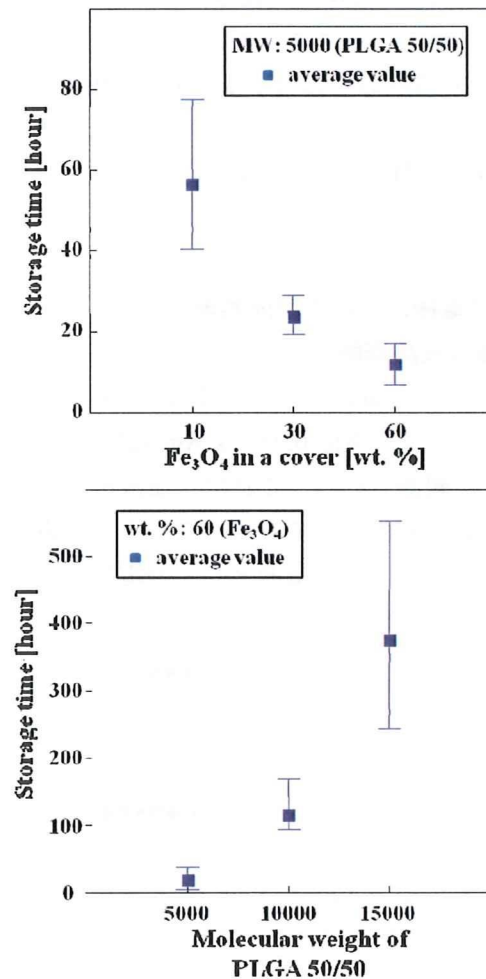 MW: 5000 (PLGA 50/50)
average value
Storage time [hour]
80
60
40
20
0
10 30 60
Fe₃O₄ in a cover [wt. %]
wt. %: 60 (Fe₃O₄)
average value
Storage time [hour]
500
400
300
200
100
0
5000 10000 15000
Molecular weight of
PLGA 50/50